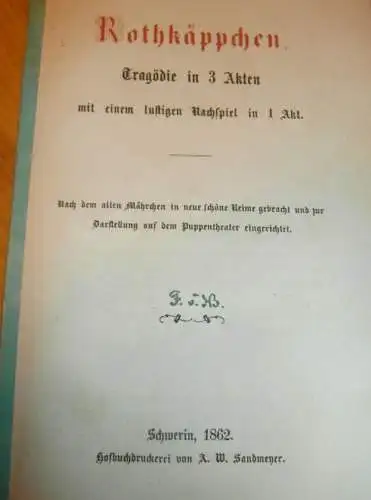 Rothkäppchen.
Tragödie in 3 Akten
mit einem lustigen Nachspiel in 1 Akt.
Nach dem alten Mährchen in neue schöne Reime gebracht und zur
Darstellung auf dem Puppentheater eingerichtet.
Schwerin, 1862.
Hofbuchdruckerei von A. W. Sandmeyer.